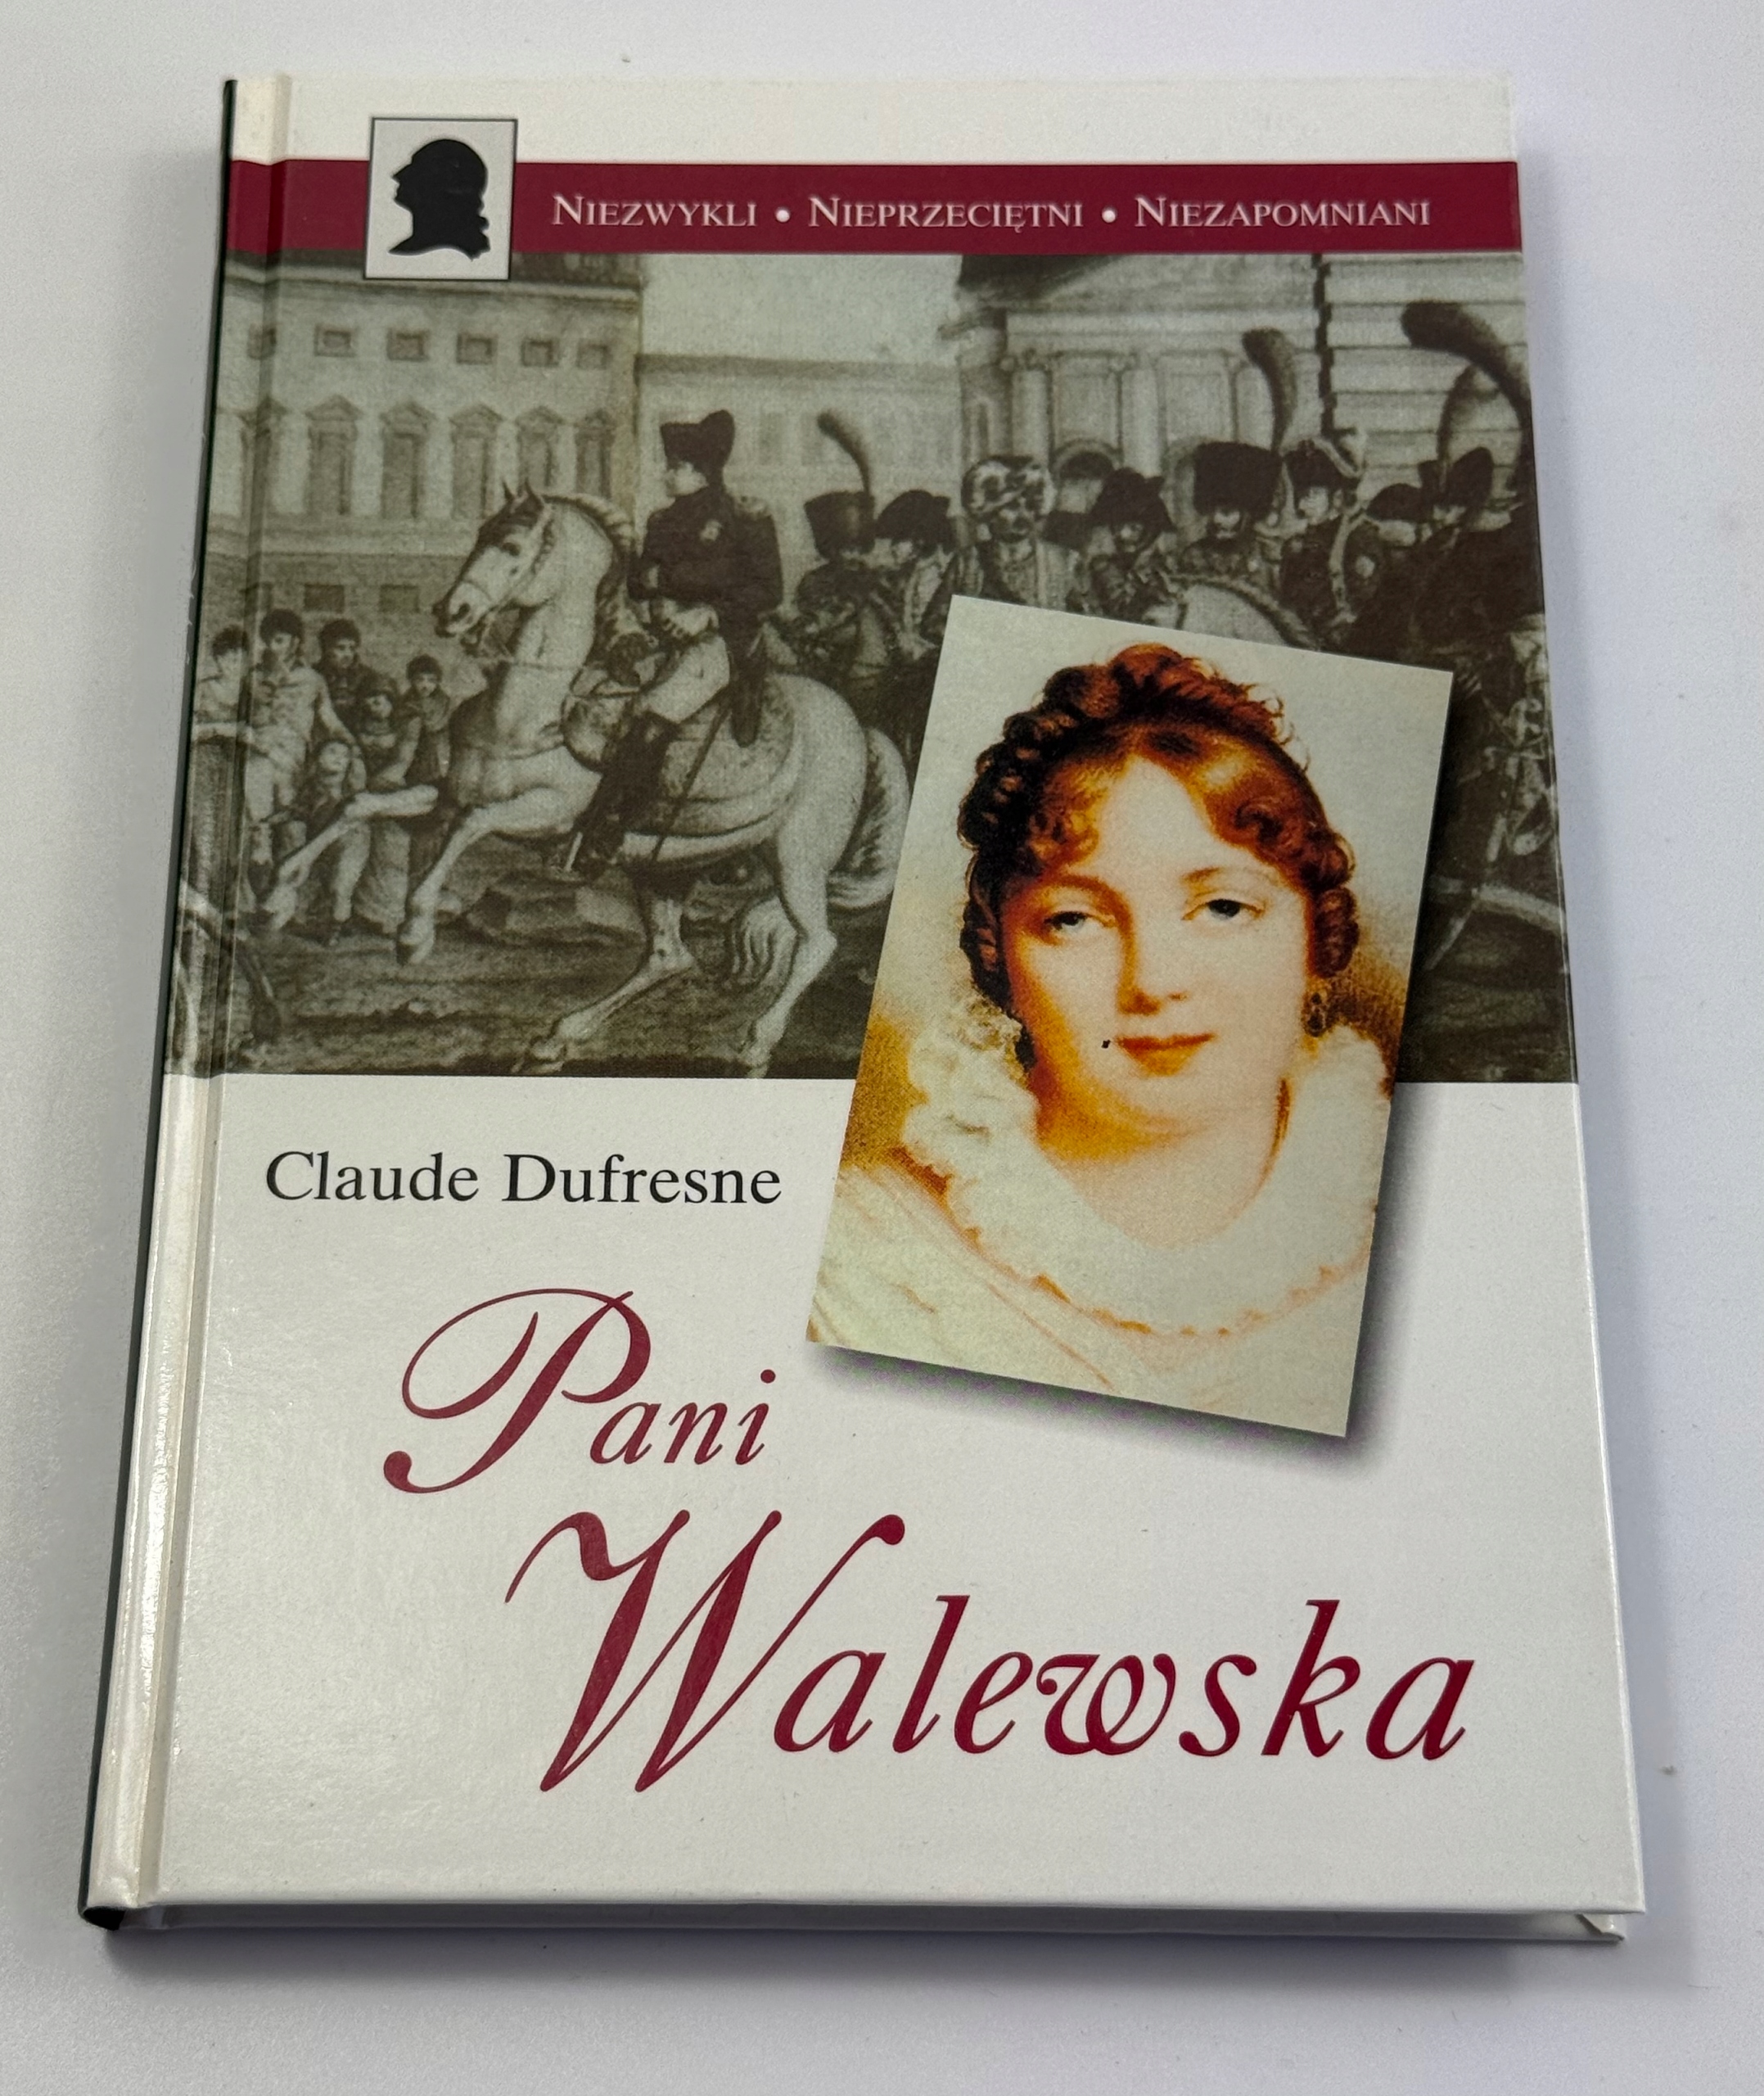 Niezwykli • Nieprzeciętni • Niezapomniani
Claude Dufresne
Pani
Walewska